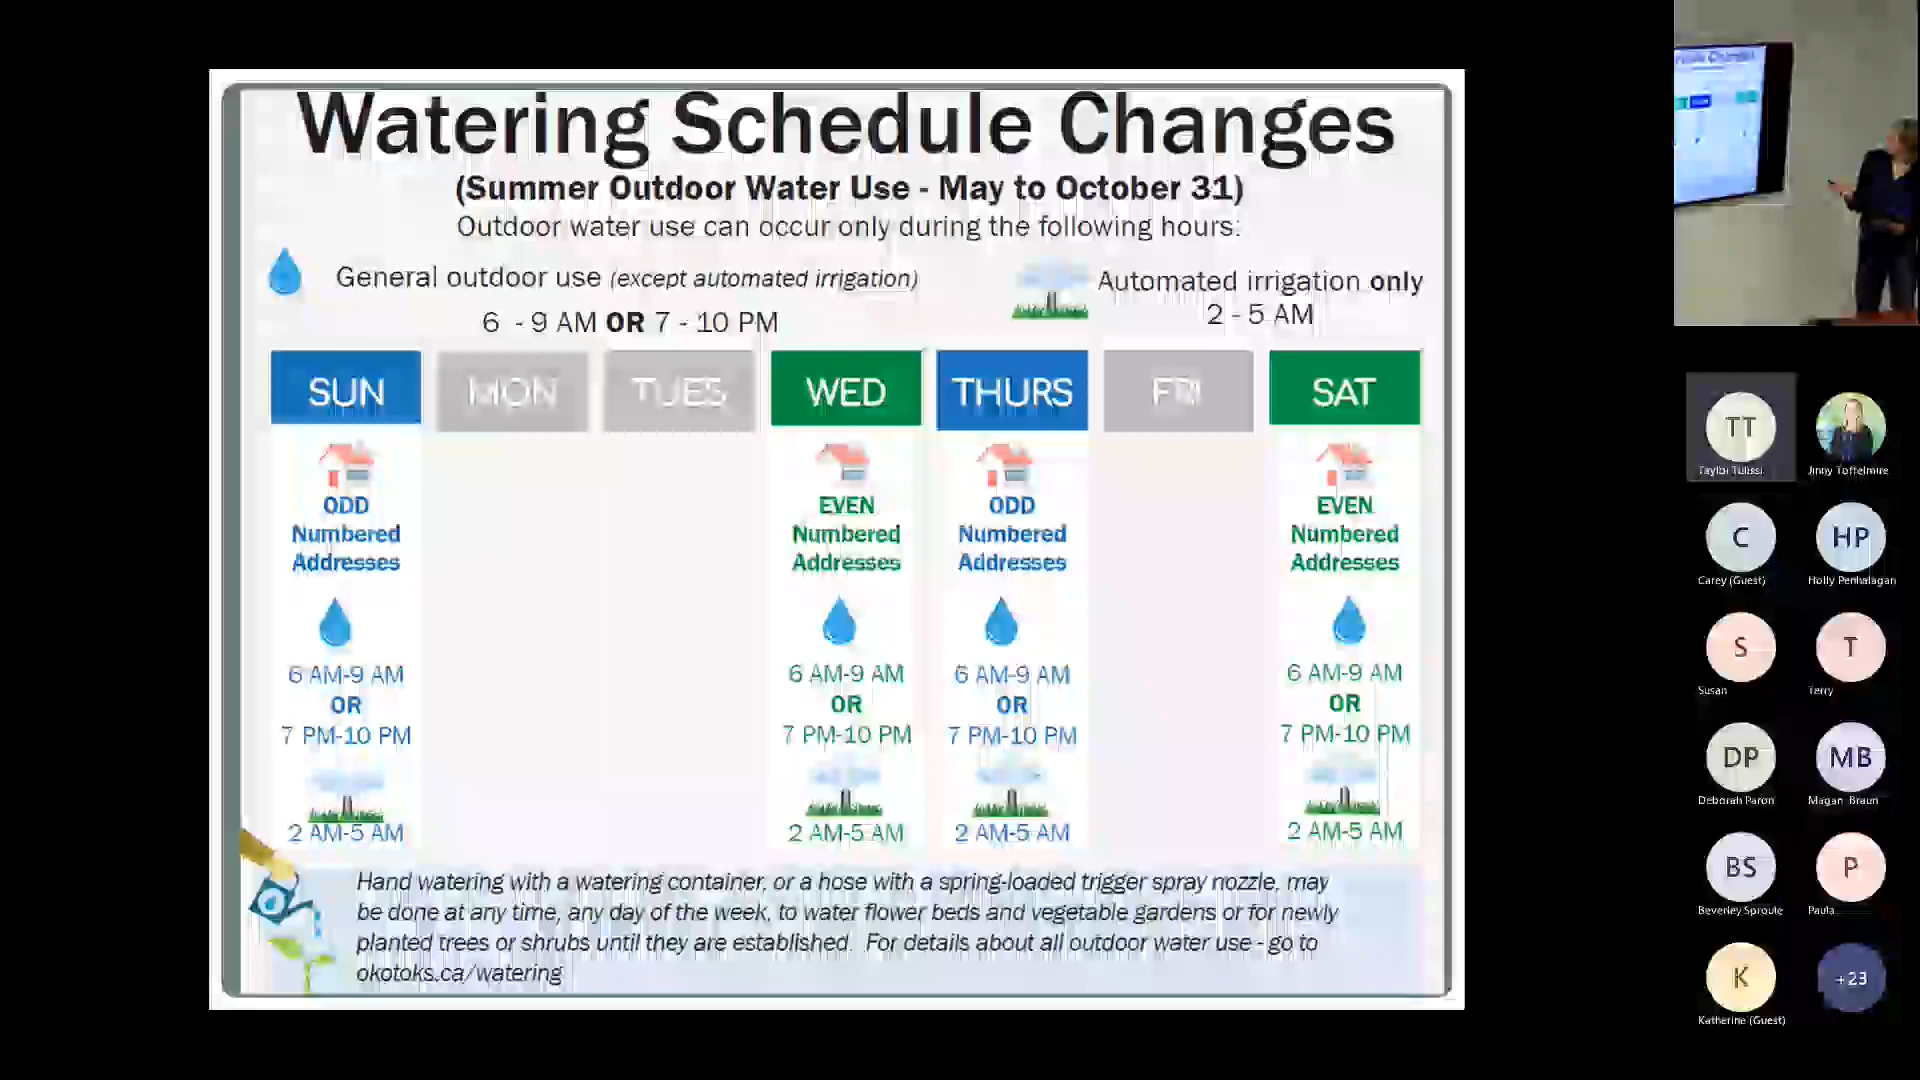 Watering Schedule Changes
(Summer Outdoor Water Use - May to October 31)
Outdoor water use can occur only during the following hours:
General outdoor use (except automated irrigation)
6 - 9 AM OR 7 - 10 PM
Automated irrigation only
2 - 5 AM
SUN MON TUES WED THURS FRI SAT
ODD
Numbered
Addresses
6 AM-9 AM
OR
7 PM-10 PM
2 AM-5 AM
EVEN
Numbered
Addresses
6 AM-9 AM
OR
7 PM-10 PM
2 AM-5 AM
ODD
Numbered
Addresses
6 AM-9 AM
OR
7 PM-10 PM
2 AM-5 AM
EVEN
Numbered
Addresses
6 AM-9 AM
OR
7 PM-10 PM
2 AM-5 AM
Hand watering with a watering container, or a hose with a spring-loaded trigger spray nozzle, may
be done at any time, any day of the week, to water flower beds and vegetable gardens or for newly
planted trees or shrubs until they are established. For details about all outdoor water use - go to
okotoks.ca/watering
TT
Taylor Tulissi
Jinny Toffelmire
C
Carey (Guest)
HP
Holly Penhalagan
S
Susan
T
Terry
DP
Deborah Paron
MB
Magan Braun
BS
Beverley Sproule
P
Paula
K
Katherine (Guest)
+23